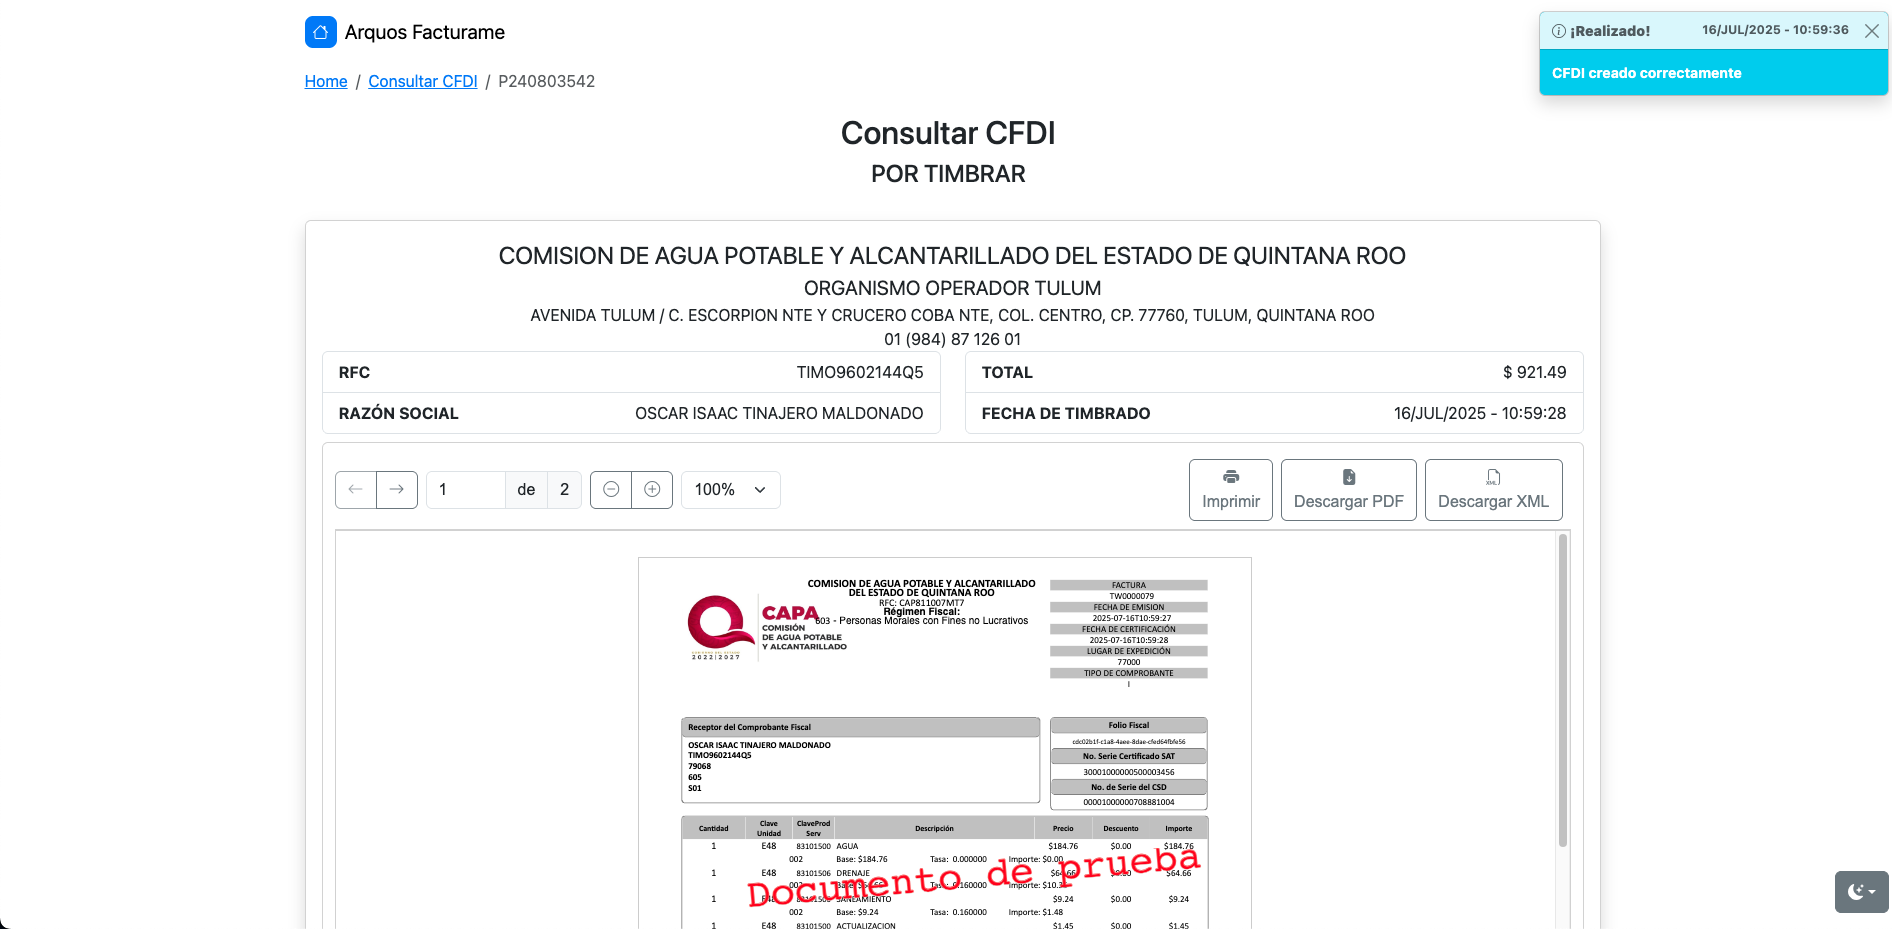 Arquos Facturame
Home / Consultar CFDI / P240803542
¡Realizado! 16/JUL/2025 - 10:59:36
CFDI creado correctamente
Consultar CFDI
POR TIMBRAR
COMISION DE AGUA POTABLE Y ALCANTARILLADO DEL ESTADO DE QUINTANA ROO
ORGANISMO OPERADOR TULUM
AVENIDA TULUM / C. ESCORPION NTE Y CRUCERO COBA NTE, COL. CENTRO, CP. 77760, TULUM, QUINTANA ROO
01 (984) 87 126 01
RFC TIMO9602144Q5
RAZÓN SOCIAL OSCAR ISAAC TINAJERO MALDONADO
TOTAL $ 921.49
FECHA DE TIMBRADO 16/JUL/2025 - 10:59:28
1 de 2 100%
Imprimir
Descargar PDF
Descargar XML
COMISION DE AGUA POTABLE Y ALCANTARILLADO
DEL ESTADO DE QUINTANA ROO
RFC: CAP811007MT7
Régimen Fiscal:
603 - Personas Morales con Fines no Lucrativos
CAPA
COMISIÓN
DE AGUA POTABLE
Y ALCANTARILLADO
2022|2027
FACTURA
TW0000079
FECHA DE EMISION
2025-07-16T10:59:27
FECHA DE CERTIFICACIÓN
2025-07-16T10:59:28
LUGAR DE EXPEDICIÓN
77000
TIPO DE COMPROBANTE
I
Receptor del Comprobante Fiscal
OSCAR ISAAC TINAJERO MALDONADO
TIMO9602144Q5
79068
605
S01
Folio Fiscal
cdc02b1f-c1a8-4aee-8dae-cfed64fbfe56
No. Serie Certificado SAT
30001000000500003456
No. de Serie del CSD
00001000000708881004
Cantidad Clave Unidad ClaveProd Serv Descripción Precio Descuento Importe
1 E48 83101500 AGUA $184.76 $0.00 $184.76
002 Base: $184.76 Tasa: 0.000000 Importe: $0.00
1 E48 83101506 DRENAJE $64.66 $0.00 $64.66
002 Base: $64.66 Tasa: 0.160000
1 E48 83101500 SANEAMIENTO $9.24 $0.00 $9.24
002 Base: $9.24 Tasa: 0.160000 Importe: $1.48
1 E48 83101500 ACTUALIZACION $1.45 $0.00 $1.45
Documento de prueba